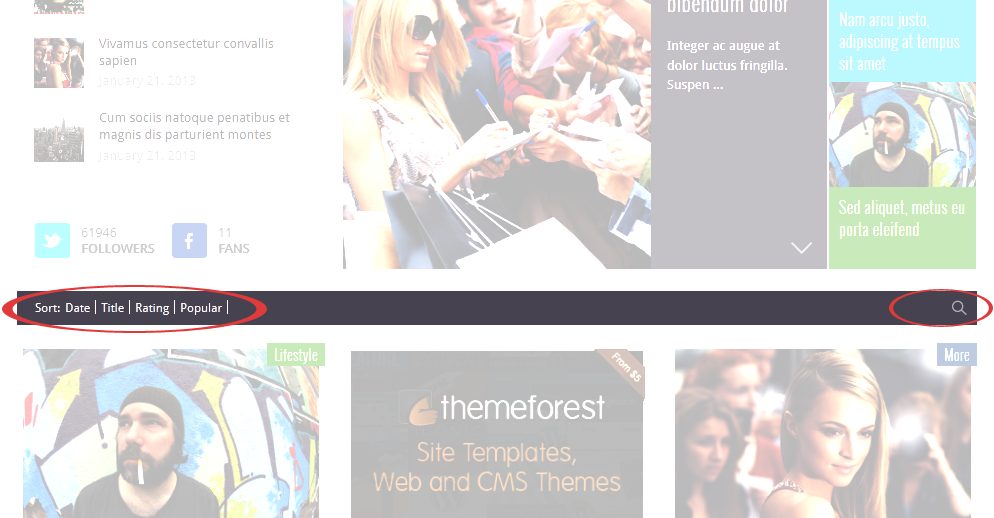 Vivamus consectetur convallis
sapien
January 21, 2013
Cum sociis natoque penatibus et
magnis dis parturient montes
January 21, 2013
61946
FOLLOWERS
11
FANS
bibendum dolor
Integer ac augue at
dolor luctus fringilla.
Suspen ...
Nam arcu justo,
adipiscing at tempus
sit amet
Sed aliquet, metus eu
porta eleifend
Sort: Date | Title | Rating | Popular |
Lifestyle
From $5
themeforest
Site Templates,
Web and CMS Themes
More